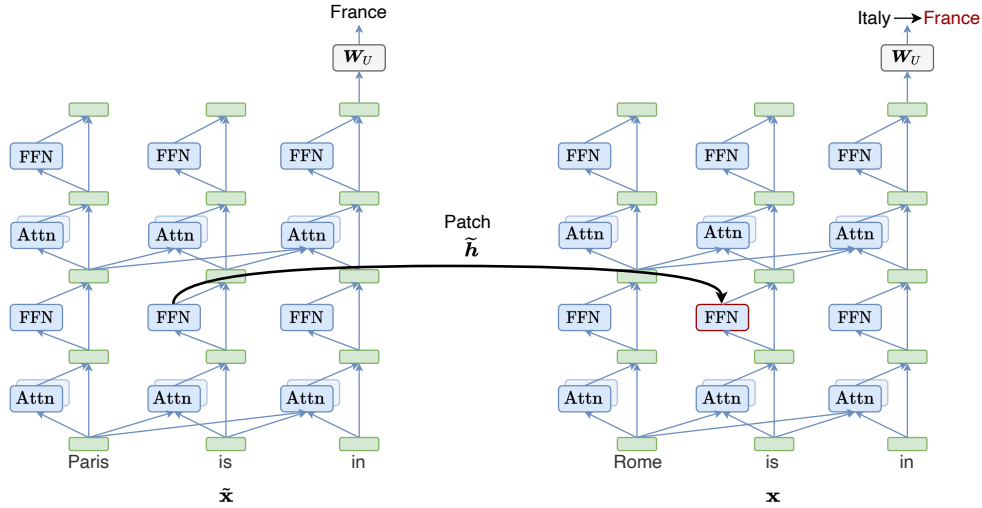 France
Italy → France
W_U
W_U
FFN FFN FFN
FFN FFN FFN
Attn Attn Attn
Attn Attn Attn
Patch
h̃
FFN FFN FFN
FFN FFN FFN
Attn Attn Attn
Attn Attn Attn
Paris is in
Rome is in
x̃
x